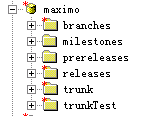 maximo
branches
milestones
prereleases
releases
trunk
trunkTest